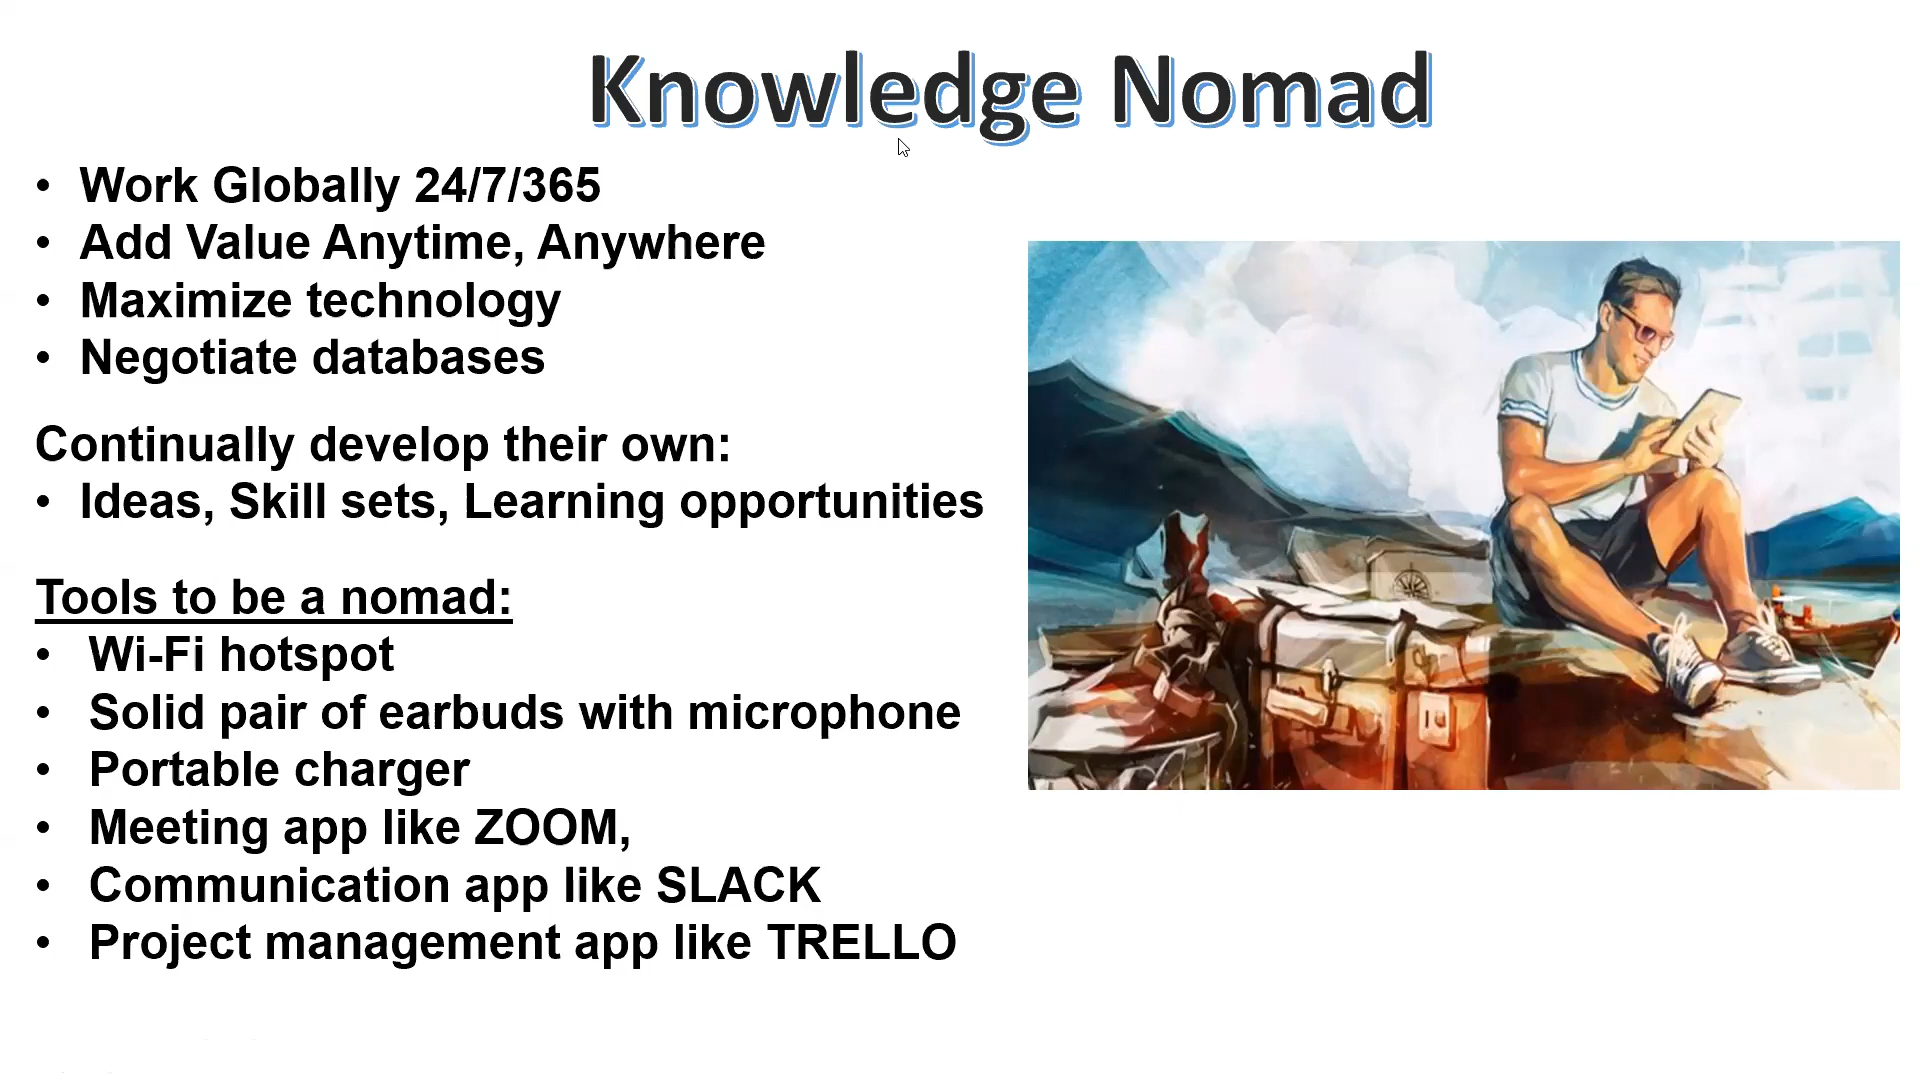 Knowledge Nomad
• Work Globally 24/7/365
• Add Value Anytime, Anywhere
• Maximize technology
• Negotiate databases
Continually develop their own:
• Ideas, Skill sets, Learning opportunities
Tools to be a nomad:
• Wi-Fi hotspot
• Solid pair of earbuds with microphone
• Portable charger
• Meeting app like ZOOM,
• Communication app like SLACK
• Project management app like TRELLO